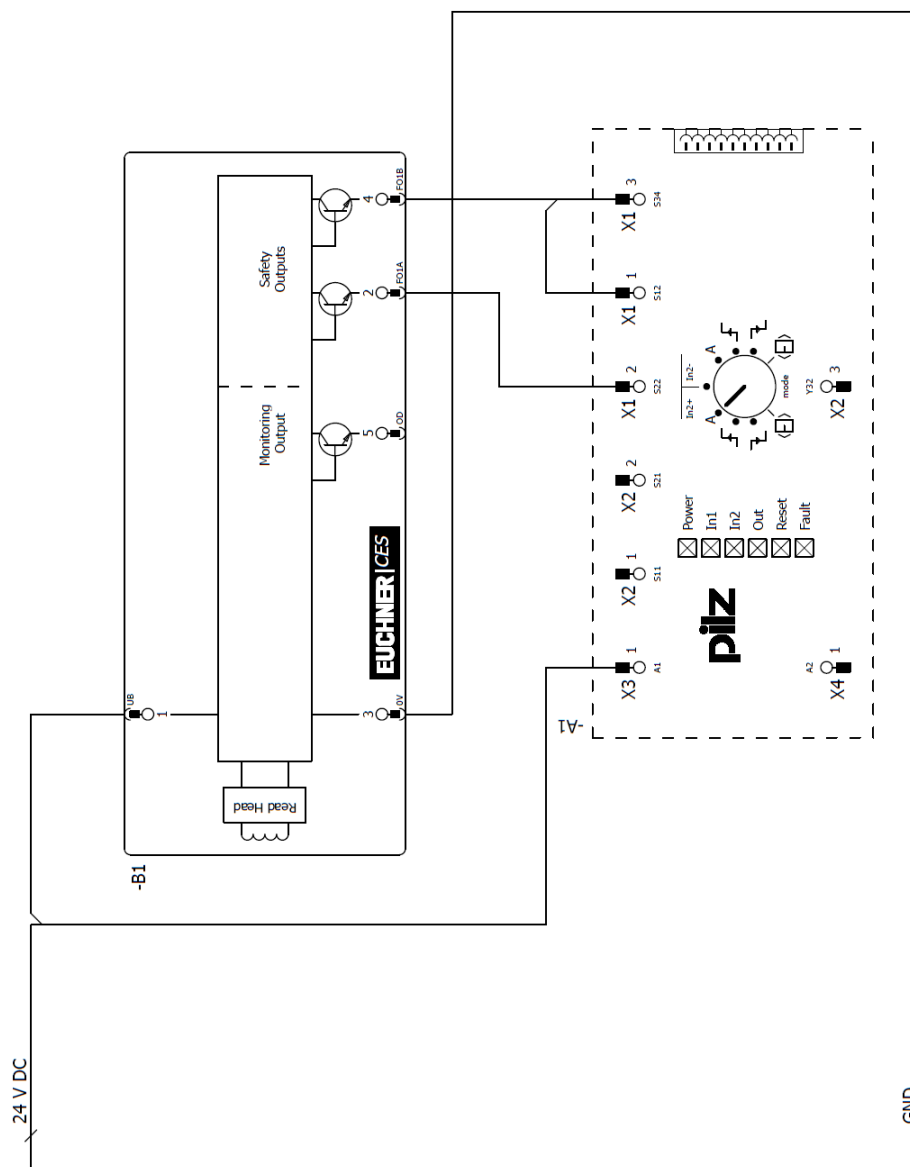 24 V DC
GND
-B1
Read Head
UB
1
3
0V
EUCHNER|CES
Monitoring
Output
5
OD
Safety
Outputs
2
FO1A
4
FO1B
-A1
X3
1
A1
X2
1
S11
X2
2
S21
X1
2
S22
X1
1
S12
X1
3
S34
pilz
Power
In1
In2
Out
Reset
Fault
In2+
In2-
A
A
mode
A2
X4
1
Y32
X2
3